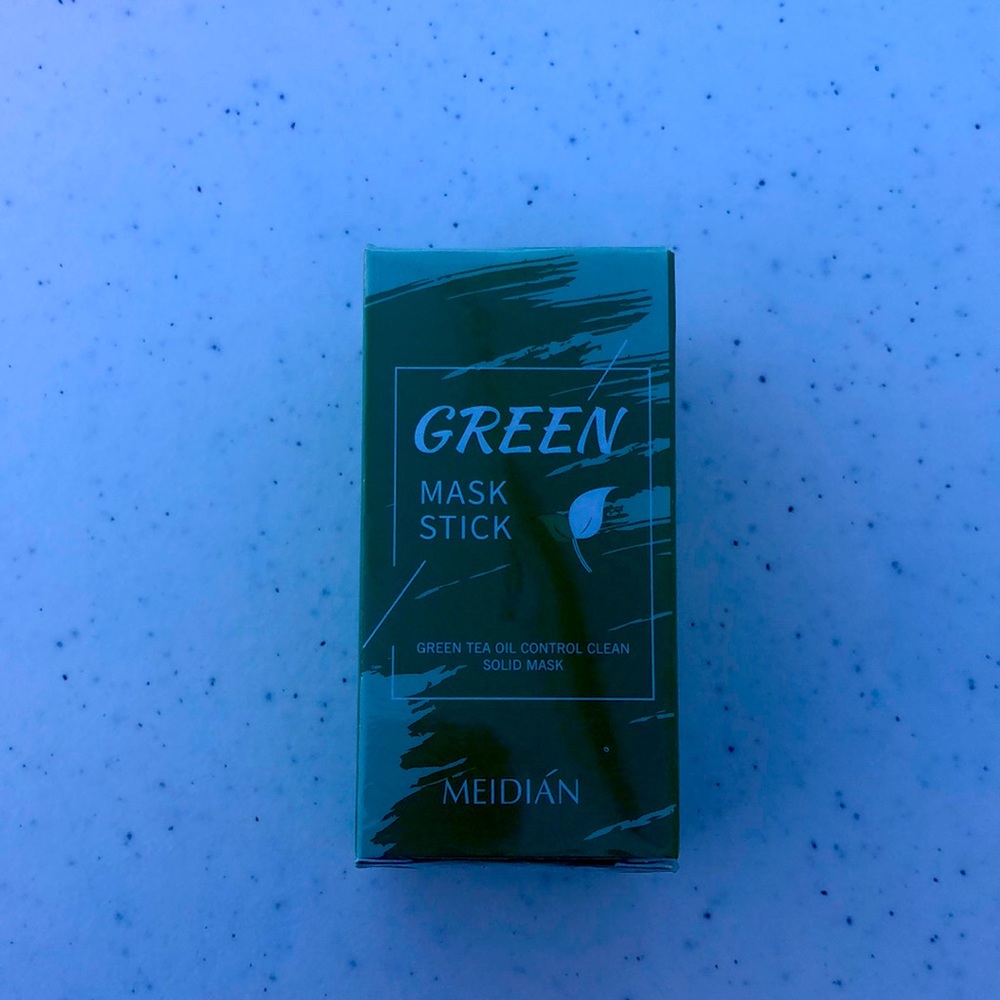 GREEN
MASK
STICK
GREEN TEA OIL CONTROL CLEAN
SOLID MASK
MEIDIÁN